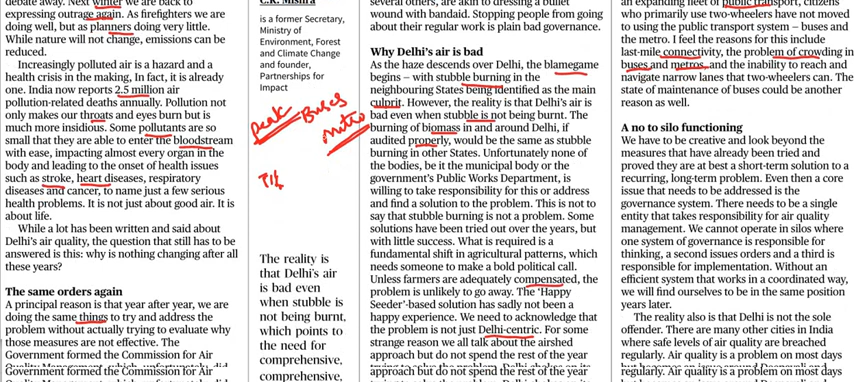 debate away. Next winter we are back to
expressing outrage again. As firefighters we are
doing well, but as planners doing very little.
While nature will not change, emissions can be
reduced.
Increasingly polluted air is a hazard and a
health crisis in the making, In fact, it is already
one. India now reports 2.5 million air
pollution-related deaths annually. Pollution not
only makes our throats and eyes burn but is
much more insidious. Some pollutants are so
small that they are able to enter the bloodstream
with ease, impacting almost every organ in the
body and leading to the onset of health issues
such as stroke, heart diseases, respiratory
diseases and cancer, to name just a few serious
health problems. It is not just about good air. It is
about life.
While a lot has been written and said about
Delhi's air quality, the question that still has to be
answered is this: why is nothing changing after all
these years?
The same orders again
A principal reason is that year after year, we are
doing the same things to try and address the
problem without actually trying to evaluate why
those measures are not effective. The
Government formed the Commission for Air
Government formed the Commission for Air
C.K. Mishra
is a former Secretary,
Ministry of
Environment, Forest
and Climate Change
and founder,
Partnerships for
Impact
Peak Buses
Metro
The reality is
that Delhi's air
is bad even
when stubble is
not being burnt,
which points to
the need for
comprehensive,
comprehensive,
several others, are akin to dressing a bullet
wound with bandaid. Stopping people from going
about their regular work is plain bad governance.
Why Delhi's air is bad
As the haze descends over Delhi, the blamegame
begins – with stubble burning in the
neighbouring States being identified as the main
culprit. However, the reality is that Delhi's air is
bad even when stubble is not being burnt. The
burning of biomass in and around Delhi, if
audited properly, would be the same as stubble
burning in other States. Unfortunately none of
the bodies, be it the municipal body or the
government's Public Works Department, is
willing to take responsibility for this or address
and find a solution to the problem. This is not to
say that stubble burning is not a problem. Some
solutions have been tried out over the years, but
with little success. What is required is a
fundamental shift in agricultural patterns, which
needs someone to make a bold political call.
Unless farmers are adequately compensated, the
problem is unlikely to go away. The 'Happy
Seeder'-based solution has sadly not been a
happy experience. We need to acknowledge that
the problem is not just Delhi-centric. For some
strange reason we all talk about the airshed
approach but do not spend the rest of the year
approach but do not spend the rest of the year
an expanding fleet of public transport, citizens
who primarily use two-wheelers have not moved
to using the public transport system – buses and
the metro. I feel the reasons for this include
last-mile connectivity, the problem of crowding in
buses and metros, and the inability to reach and
navigate narrow lanes that two-wheelers can. The
state of maintenance of buses could be another
reason as well.
A no to silo functioning
We have to be creative and look beyond the
measures that have already been tried and
proved they are at best a short-term solution to a
recurring, long-term problem. Even then a core
issue that needs to be addressed is the
governance system. There needs to be a single
entity that takes responsibility for air quality
management. We cannot operate in silos where
one system of governance is responsible for
thinking, a second issues orders and a third is
responsible for implementation. Without an
efficient system that works in a coordinated way,
we will find ourselves to be in the same position
years later.
The reality also is that Delhi is not the sole
offender. There are many other cities in India
where safe levels of air quality are breached
regularly. Air quality is a problem on most days
regularly. Air quality is a problem on most days